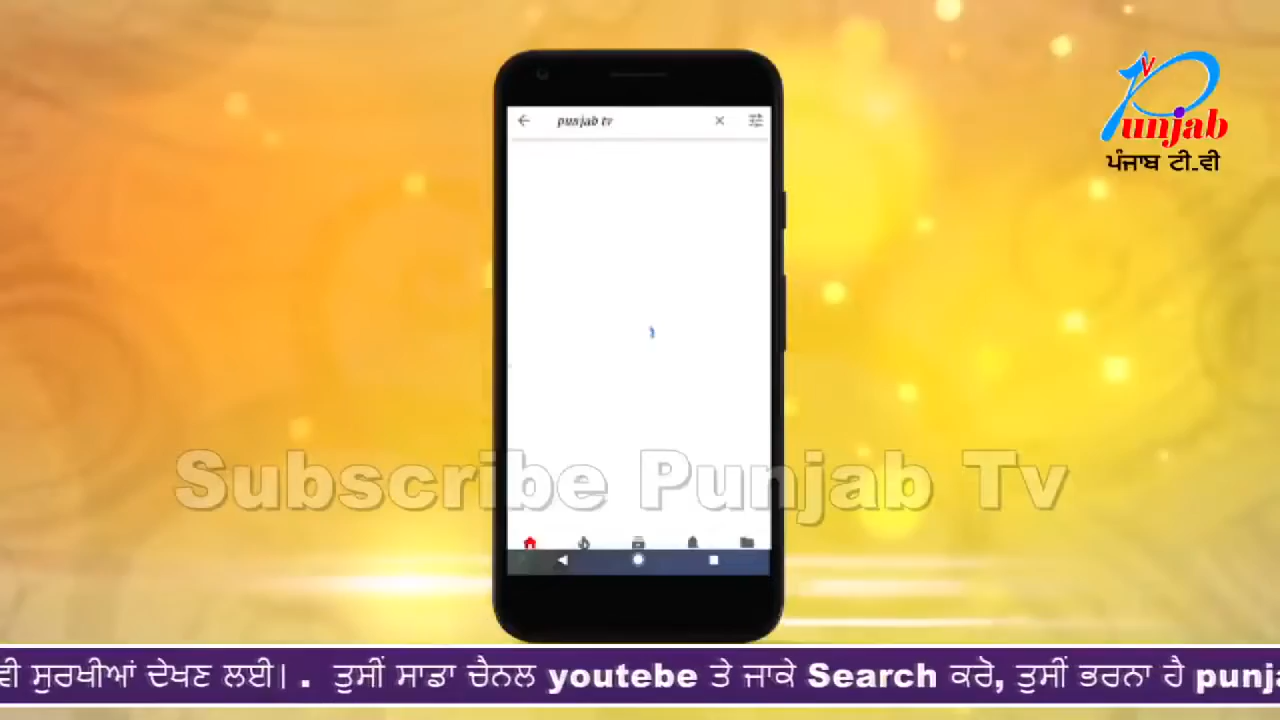 punjab tv
Punjab
ਪੰਜਾਬ ਟੀ.ਵੀ
Subscribe Punjab Tv
ਵੀ ਸੁਰਖੀਆਂ ਦੇਖਣ ਲਈ। . ਤੁਸੀਂ ਸਾਡਾ ਚੈਨਲ youtebe ਤੇ ਜਾਕੇ Search ਕਰੋ, ਤੁਸੀਂ ਭਰਨਾ ਹੈ